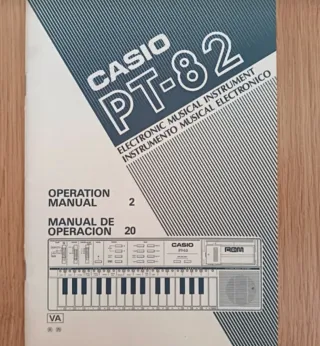 CASIO
PT-82
ELECTRONIC MUSICAL INSTRUMENT
INSTRUMENTO MUSICAL ELECTRONICO
OPERATION
MANUAL 2
MANUAL DE
OPERACION 20
CASIO
ROM
VA